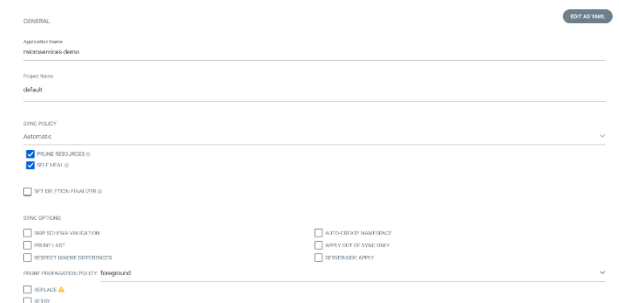 GENERAL
EDIT AS YAML
Application Name
microservices-demo
Project Name
default
SYNC POLICY
Automatic
PRUNE RESOURCES
SELF HEAL
SET DELETION FINALIZER
SYNC OPTIONS
SKIP SCHEMA VALIDATION
AUTO-CREATE NAMESPACE
PRUNE LAST
APPLY OUT OF SYNC ONLY
RESPECT IGNORE DIFFERENCES
SERVER-SIDE APPLY
PRUNE PROPAGATION POLICY: foreground
REPLACE
RETRY